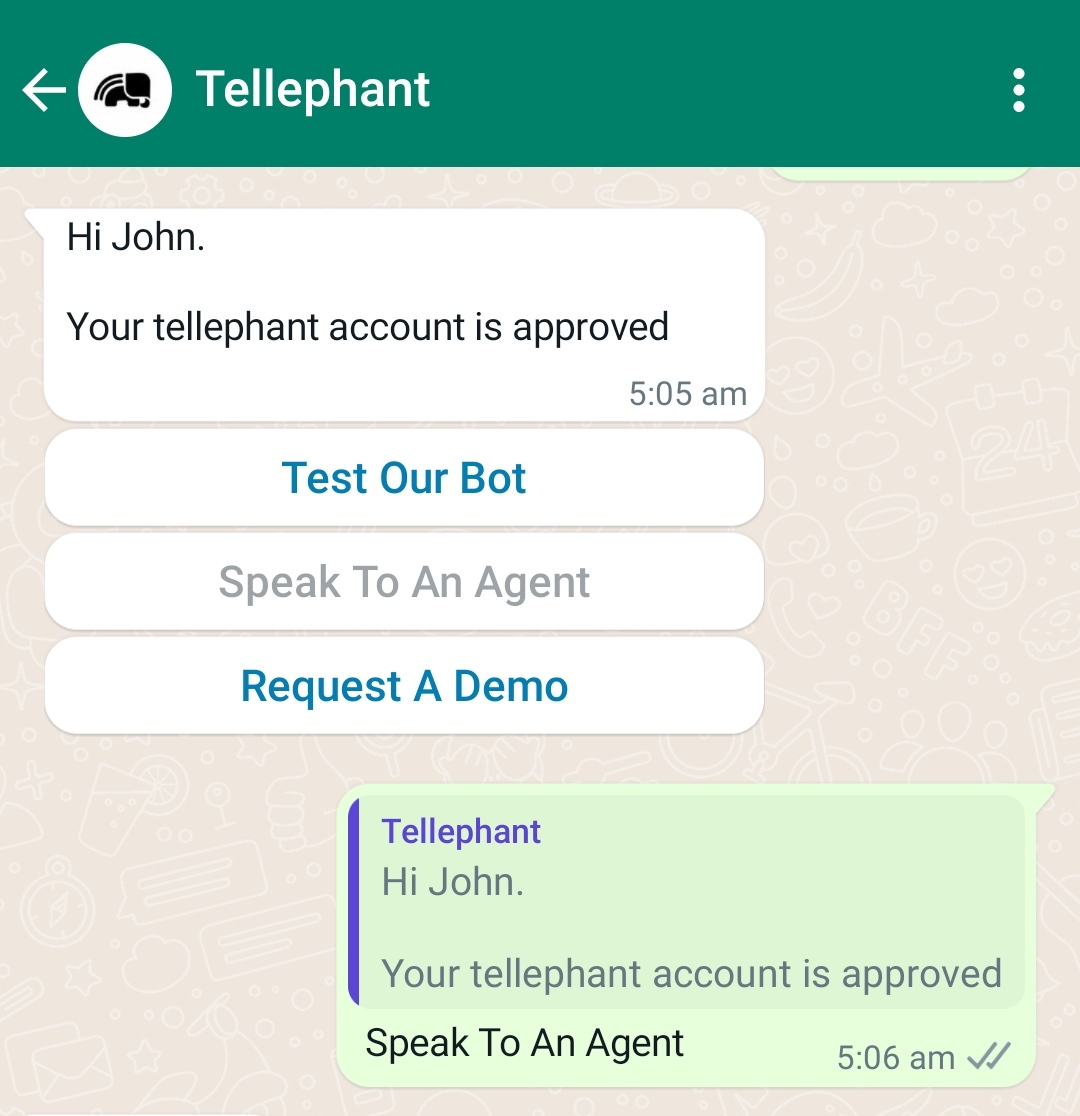 Tellephant
Hi John.
Your tellephant account is approved
5:05 am
Test Our Bot
Speak To An Agent
Request A Demo
Tellephant
Hi John.
Your tellephant account is approved
Speak To An Agent
5:06 am